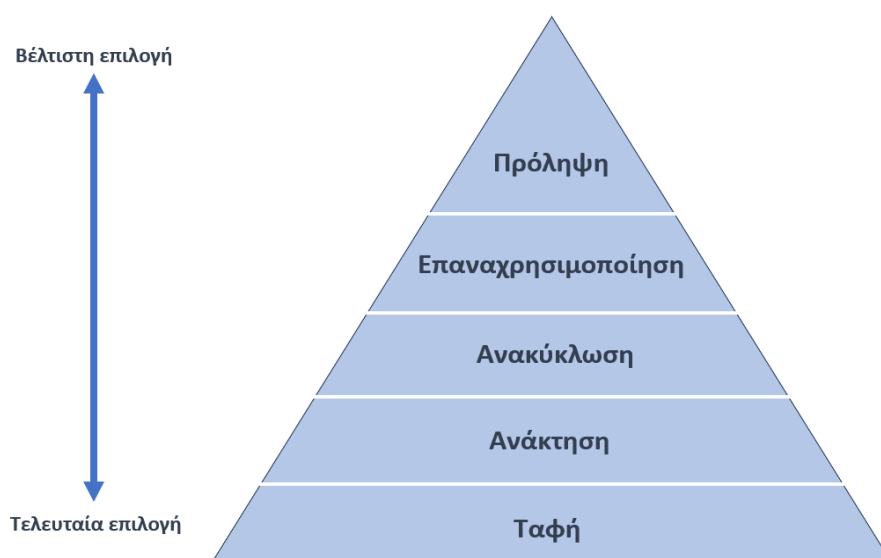 Βέλτιστη επιλογή
Πρόληψη
Επαναχρησιμοποίηση
Ανακύκλωση
Ανάκτηση
Ταφή
Τελευταία επιλογή